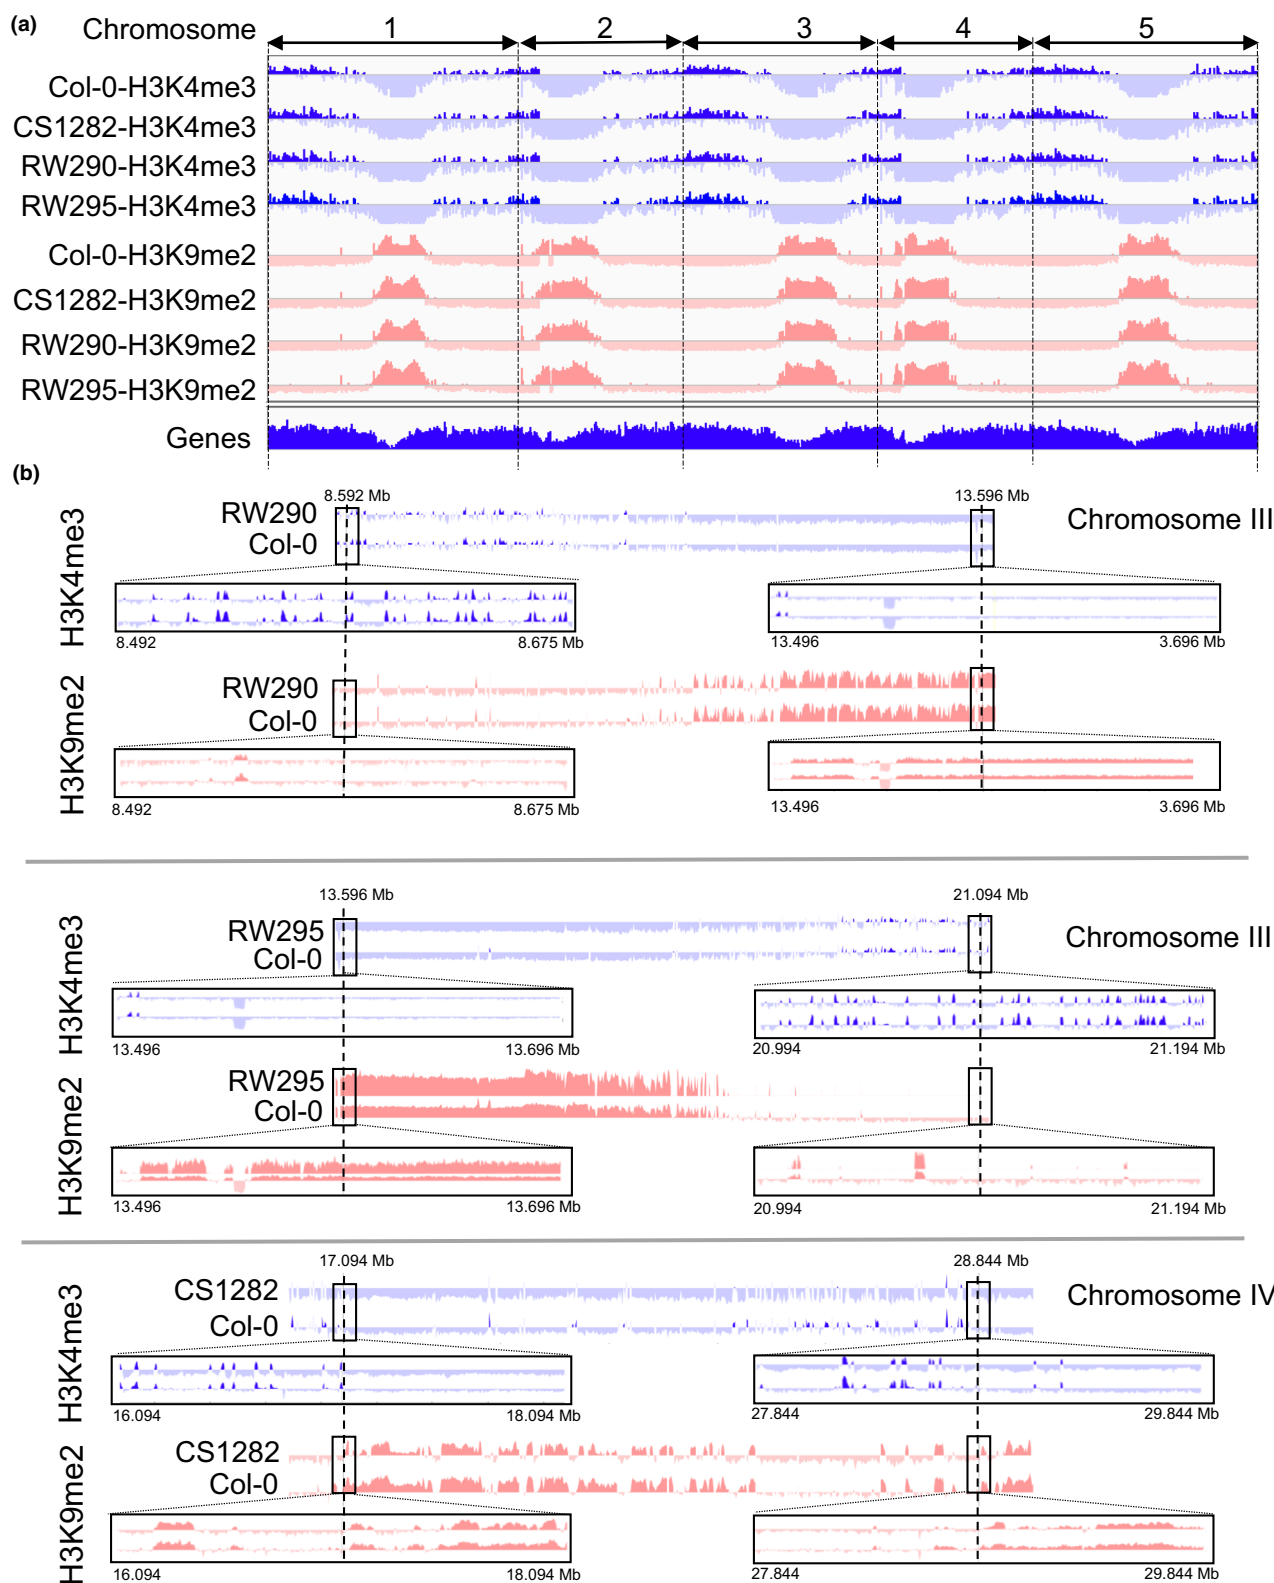 (a) Chromosome 1 2 3 4 5
Col-0-H3K4me3
CS1282-H3K4me3
RW290-H3K4me3
RW295-H3K4me3
Col-0-H3K9me2
CS1282-H3K9me2
RW290-H3K9me2
RW295-H3K9me2
Genes
(b)
8.592 Mb 13.596 Mb
H3K4me3
RW290
Col-0
Chromosome III
8.492 8.675 Mb 13.496 3.696 Mb
H3K9me2
RW290
Col-0
8.492 8.675 Mb 13.496 3.696 Mb
13.596 Mb 21.094 Mb
H3K4me3
RW295
Col-0
Chromosome III
13.496 13.696 Mb 20.994 21.194 Mb
H3K9me2
RW295
Col-0
13.496 13.696 Mb 20.994 21.194 Mb
17.094 Mb 28.844 Mb
H3K4me3
CS1282
Col-0
Chromosome IV
16.094 18.094 Mb 27.844 29.844 Mb
H3K9me2
CS1282
Col-0
16.094 18.094 Mb 27.844 29.844 Mb